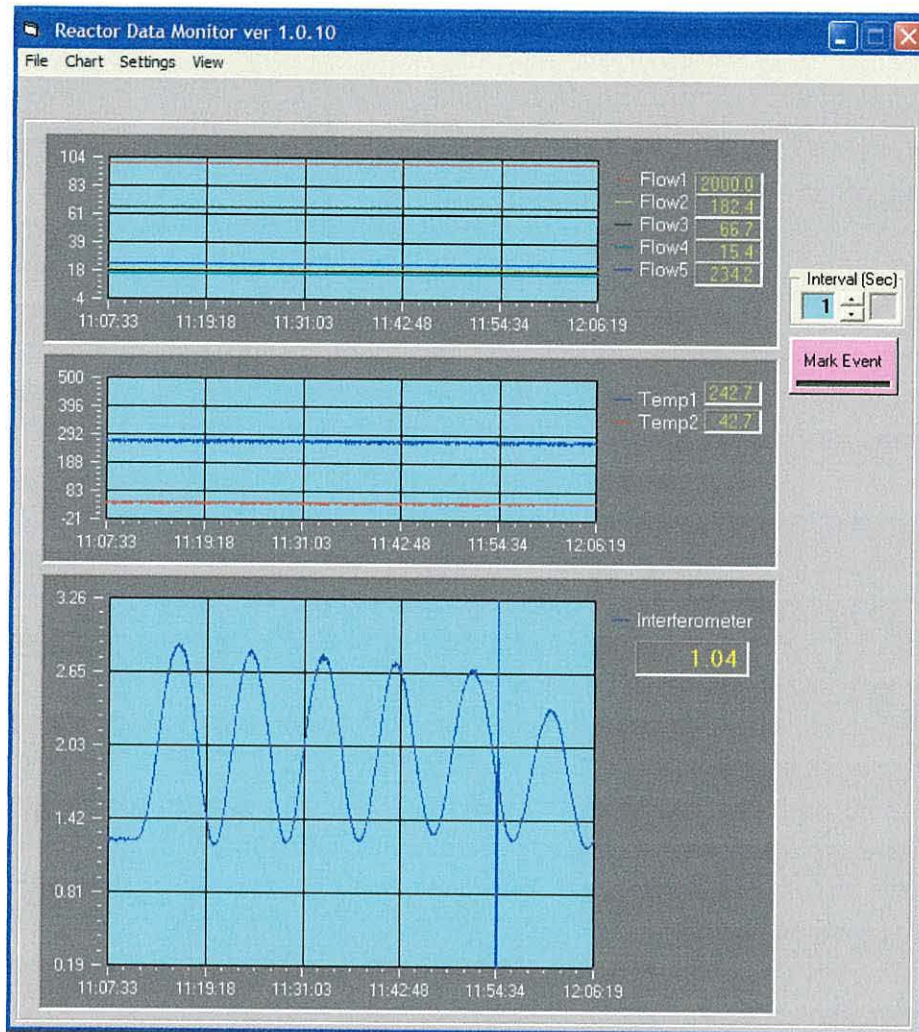 Reactor Data Monitor ver 1.0.10
File Chart Settings View
104
83
61
39
18
-4
11:07:33 11:19:18 11:31:03 11:42:48 11:54:34 12:06:19
Flow1 2000.0
Flow2 182.4
Flow3 66.7
Flow4 15.4
Flow5 234.2
Interval (Sec)
1
Mark Event
500
396
292
188
83
-21
11:07:33 11:19:18 11:31:03 11:42:48 11:54:34 12:06:19
Temp1 242.7
Temp2 42.7
3.26
2.65
2.03
1.42
0.81
0.19
11:07:33 11:19:18 11:31:03 11:42:48 11:54:34 12:06:19
Interferometer
1.04